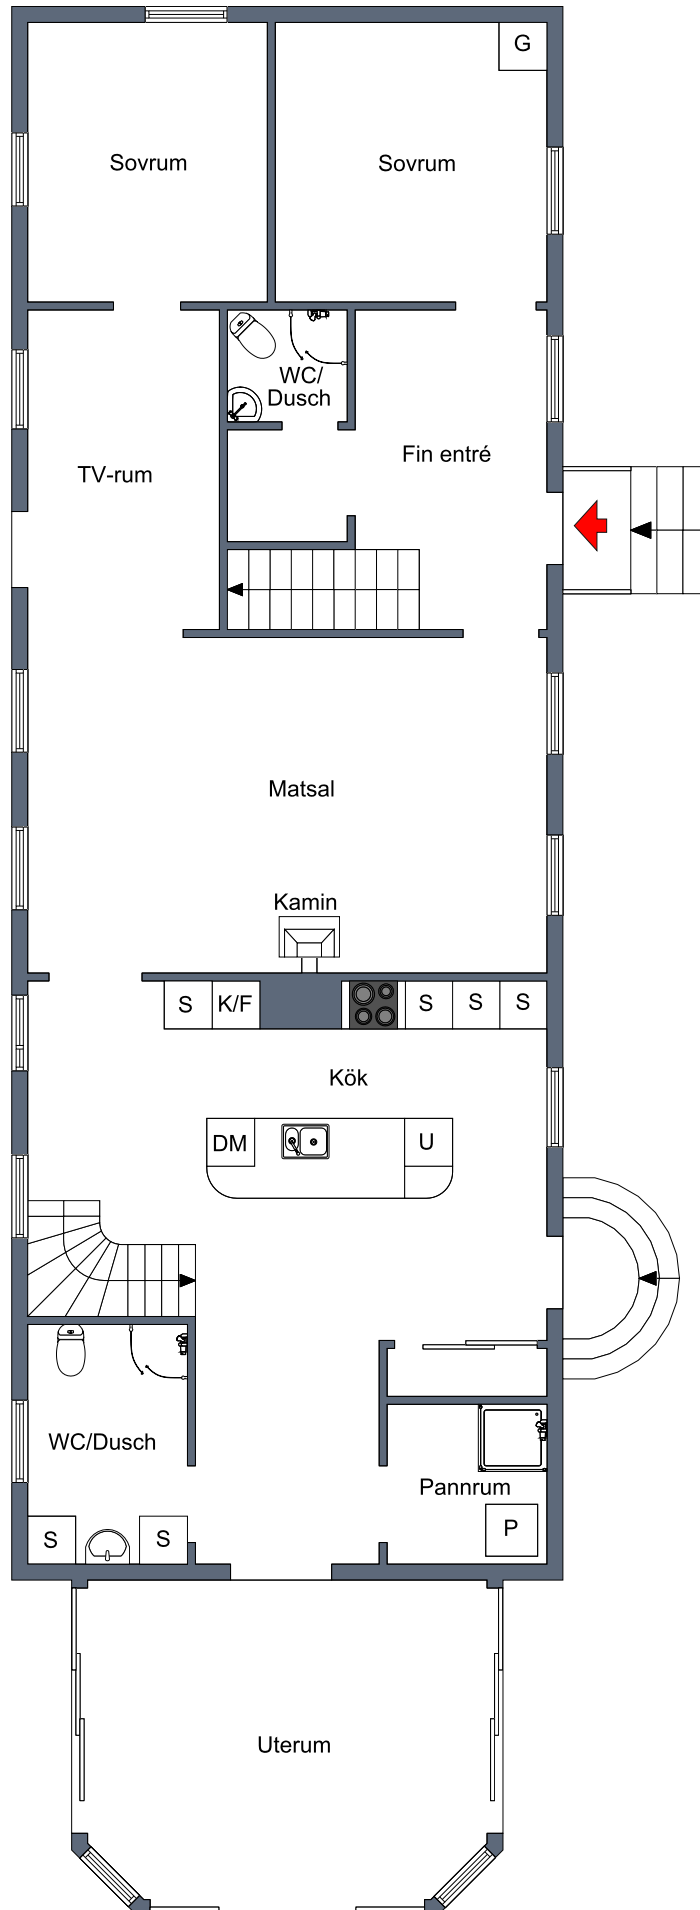 G
Sovrum
Sovrum
WC/
Dusch
Fin entré
TV-rum
Matsal
Kamin
S
K/F
S
S
S
Kök
DM
U
WC/Dusch
Pannrum
S
S
P
Uterum